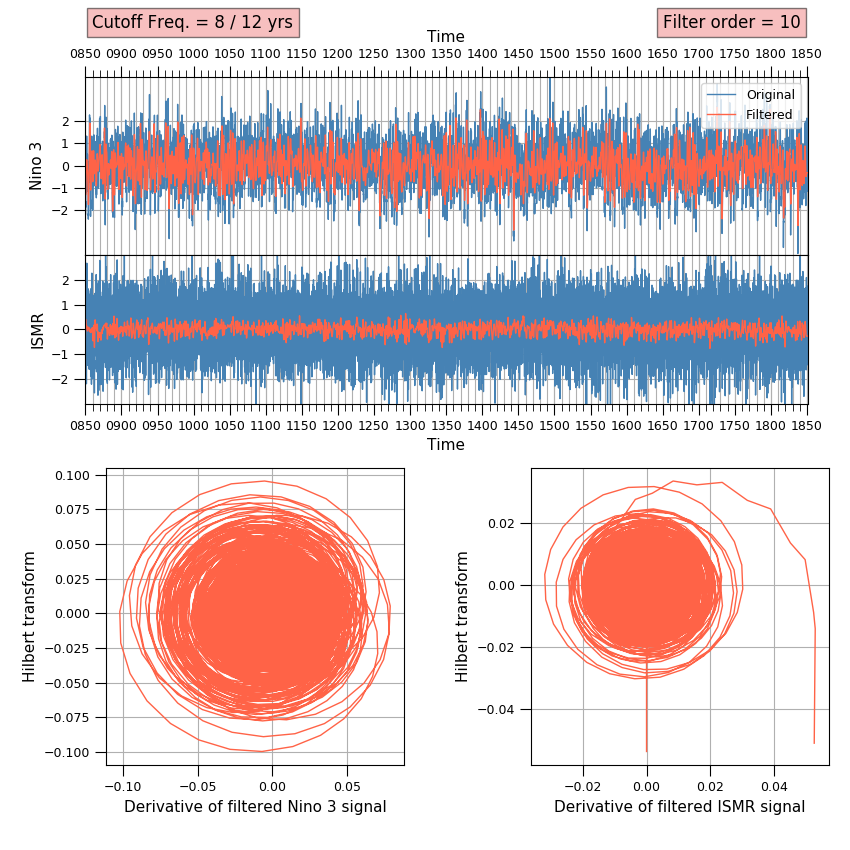 Cutoff Freq. = 8 / 12 yrs
Filter order = 10
Time
0850 0900 0950 1000 1050 1100 1150 1200 1250 1300 1350 1400 1450 1500 1550 1600 1650 1700 1750 1800 1850
Original
Filtered
Nino 3
2
1
0
−1
−2
ISMR
2
1
0
−1
−2
0850 0900 0950 1000 1050 1100 1150 1200 1250 1300 1350 1400 1450 1500 1550 1600 1650 1700 1750 1800 1850
Time
Hilbert transform
0.100
0.075
0.050
0.025
0.000
−0.025
−0.050
−0.075
−0.100
−0.10 −0.05 0.00 0.05
Derivative of filtered Nino 3 signal
Hilbert transform
0.02
0.00
−0.02
−0.04
−0.02 0.00 0.02 0.04
Derivative of filtered ISMR signal